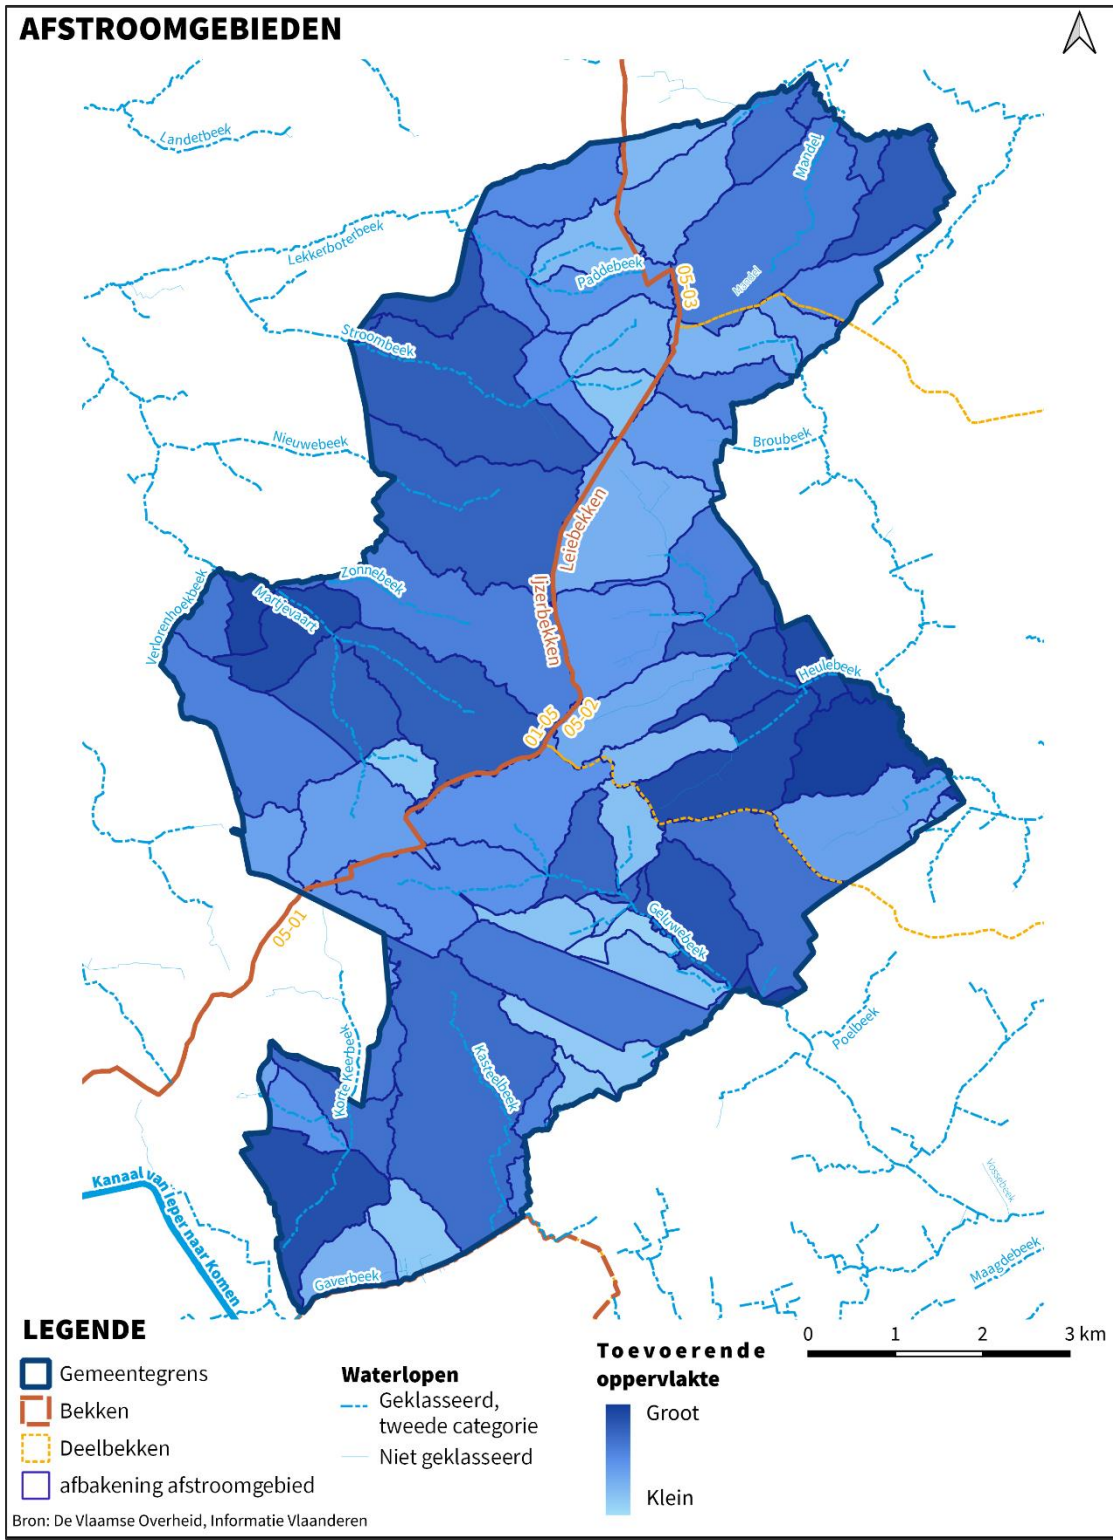 AFSTROOMGEBIEDEN
Landetbeek
Mandel
Lekkerboterbeek
Paddebeek
05-03
Mandel
Stroombeek
Nieuwebeek
Broubeek
Leiebekken
Ijzerbekken
Zonnebeek
Martjevaart
Verlorenhoekbeek
Heulebeek
01-05
05-02
05-01
Geluwebeek
Poelbeek
Korte Keerbeek
Kasteelbeek
Kanaal van Ieper naar Komen
Vossebeek
Maagdebeek
Gaverbeek
LEGENDE
Gemeentegrens
Bekken
Deelbekken
afbakening afstroomgebied
Waterlopen
Geklasseerd,
tweede categorie
Niet geklasseerd
Toevoerende
oppervlakte
Groot
Klein
0 1 2 3 km
Bron: De Vlaamse Overheid, Informatie Vlaanderen